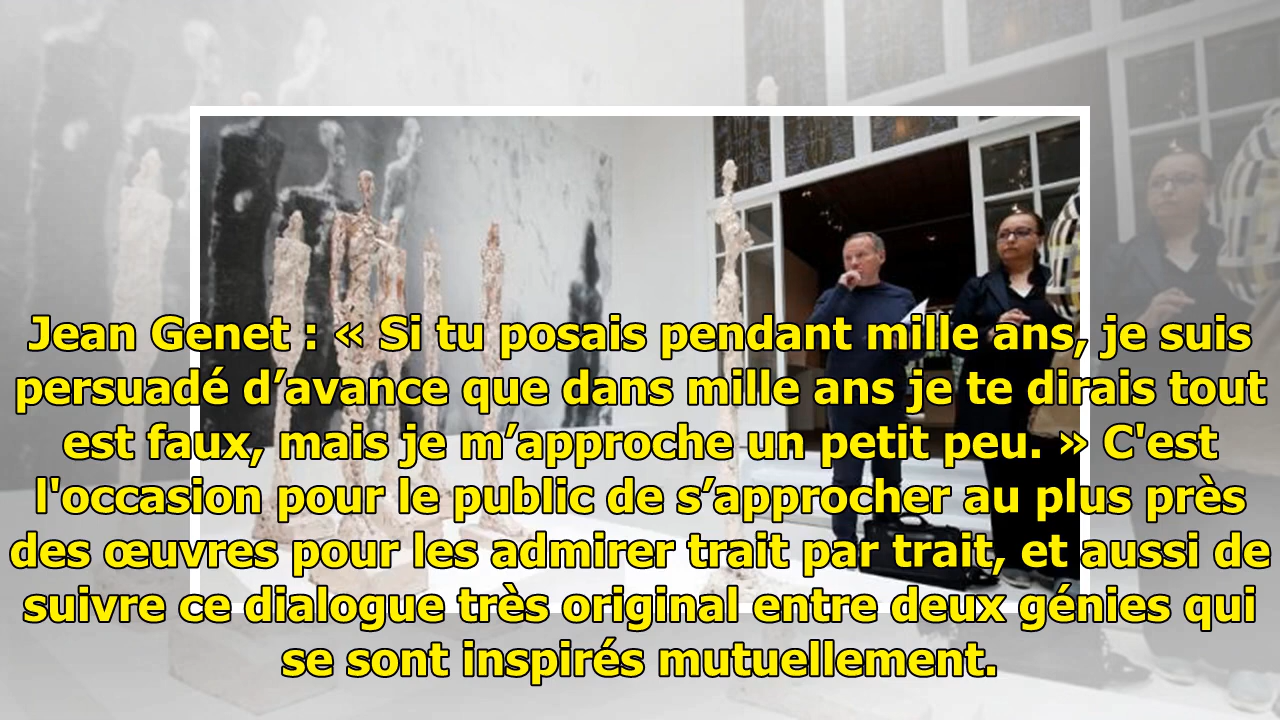 Jean Genet : « Si tu posais pendant mille ans, je suis
persuadé d’avance que dans mille ans je te dirais tout
est faux, mais je m’approche un petit peu. » C'est
l'occasion pour le public de s’approcher au plus près
des œuvres pour les admirer trait par trait, et aussi de
suivre ce dialogue très original entre deux génies qui
se sont inspirés mutuellement.